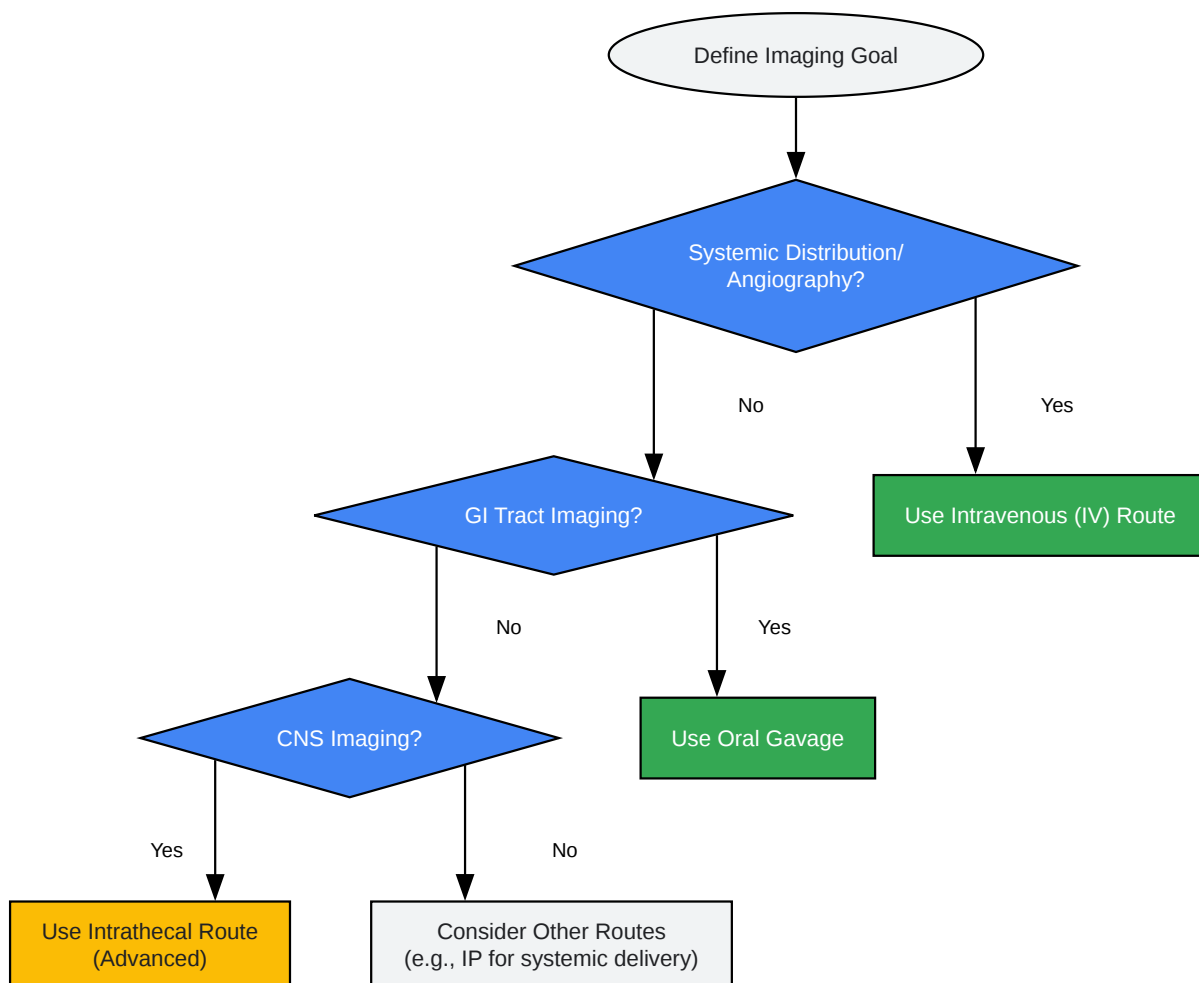 Define Imaging Goal
Systemic Distribution/
Angiography?
No
Yes
GI Tract Imaging?
Use Intravenous (IV) Route
No
Yes
CNS Imaging?
Use Oral Gavage
Yes
No
Use Intrathecal Route
(Advanced)
Consider Other Routes
(e.g., IP for systemic delivery)